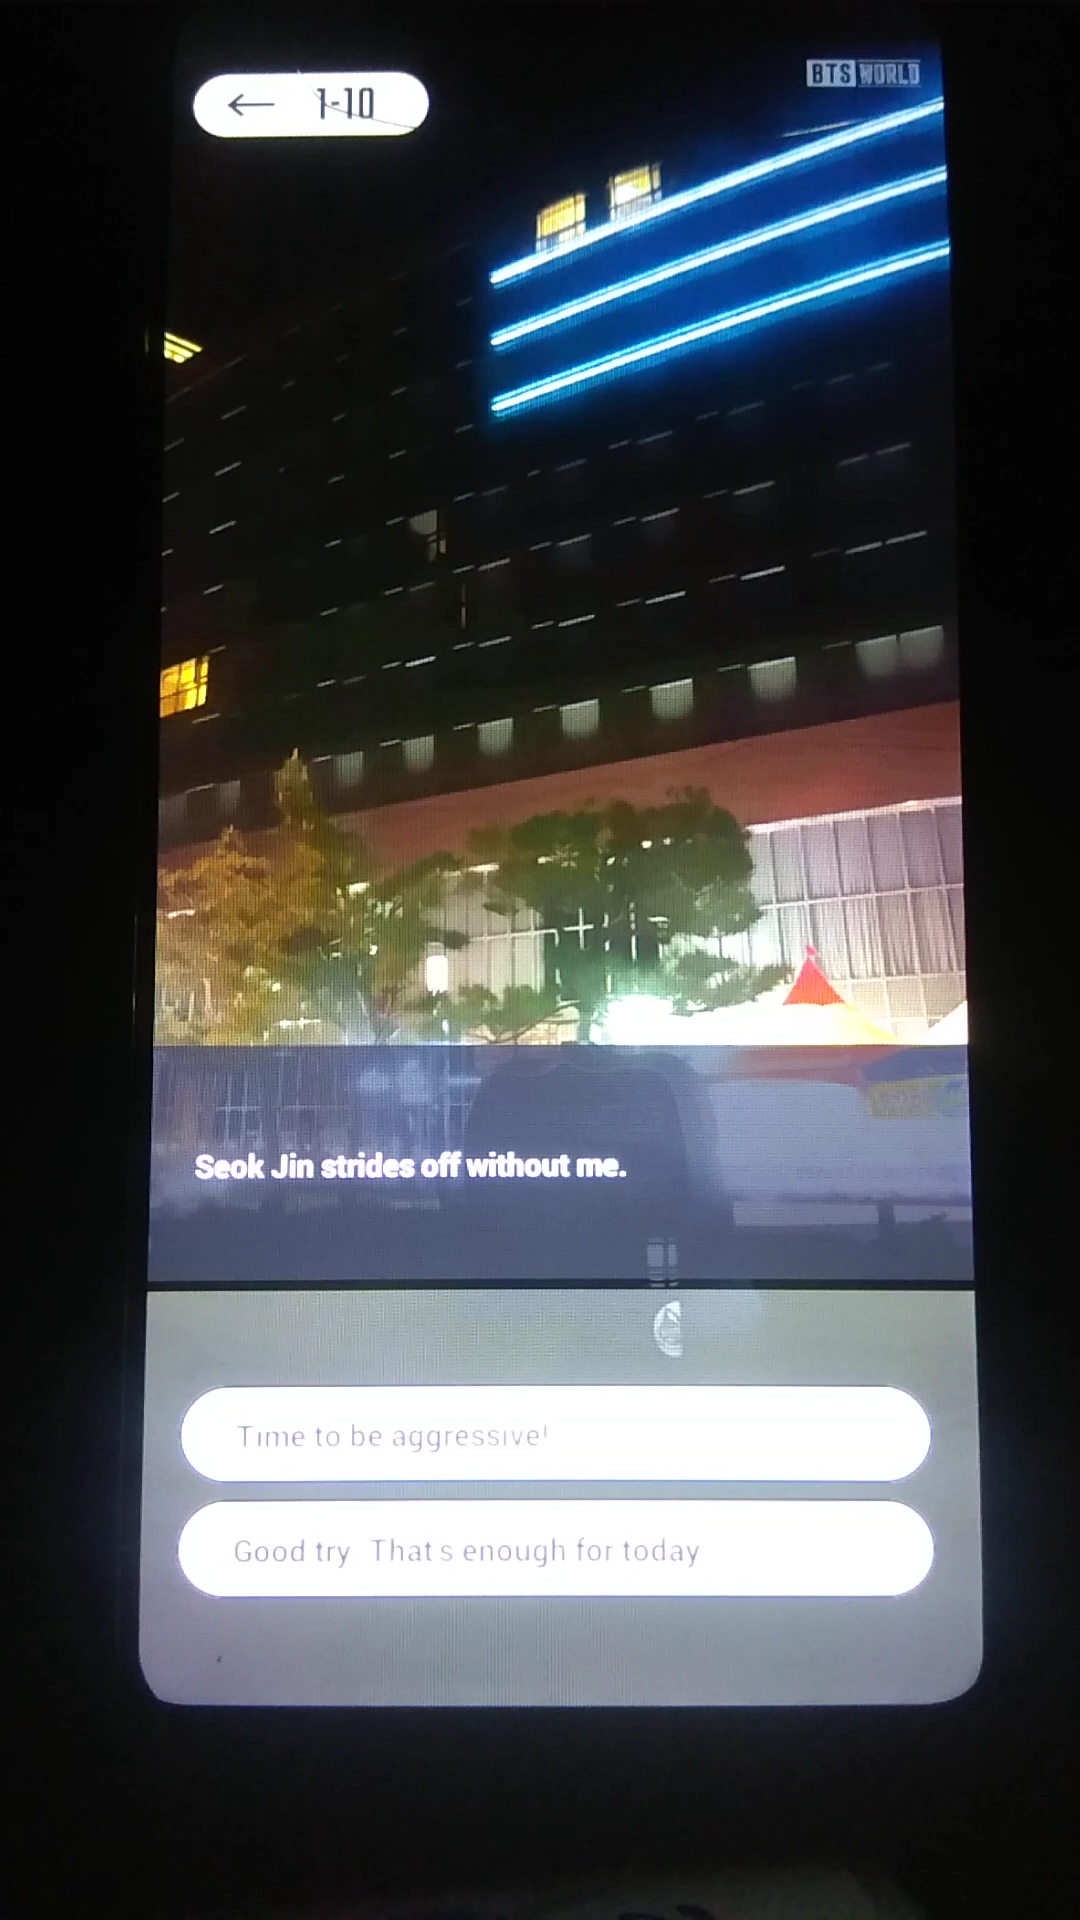 ← 1-10
BTS WORLD
Seok Jin strides off without me.
Time to be aggressive!
Good try. That's enough for today